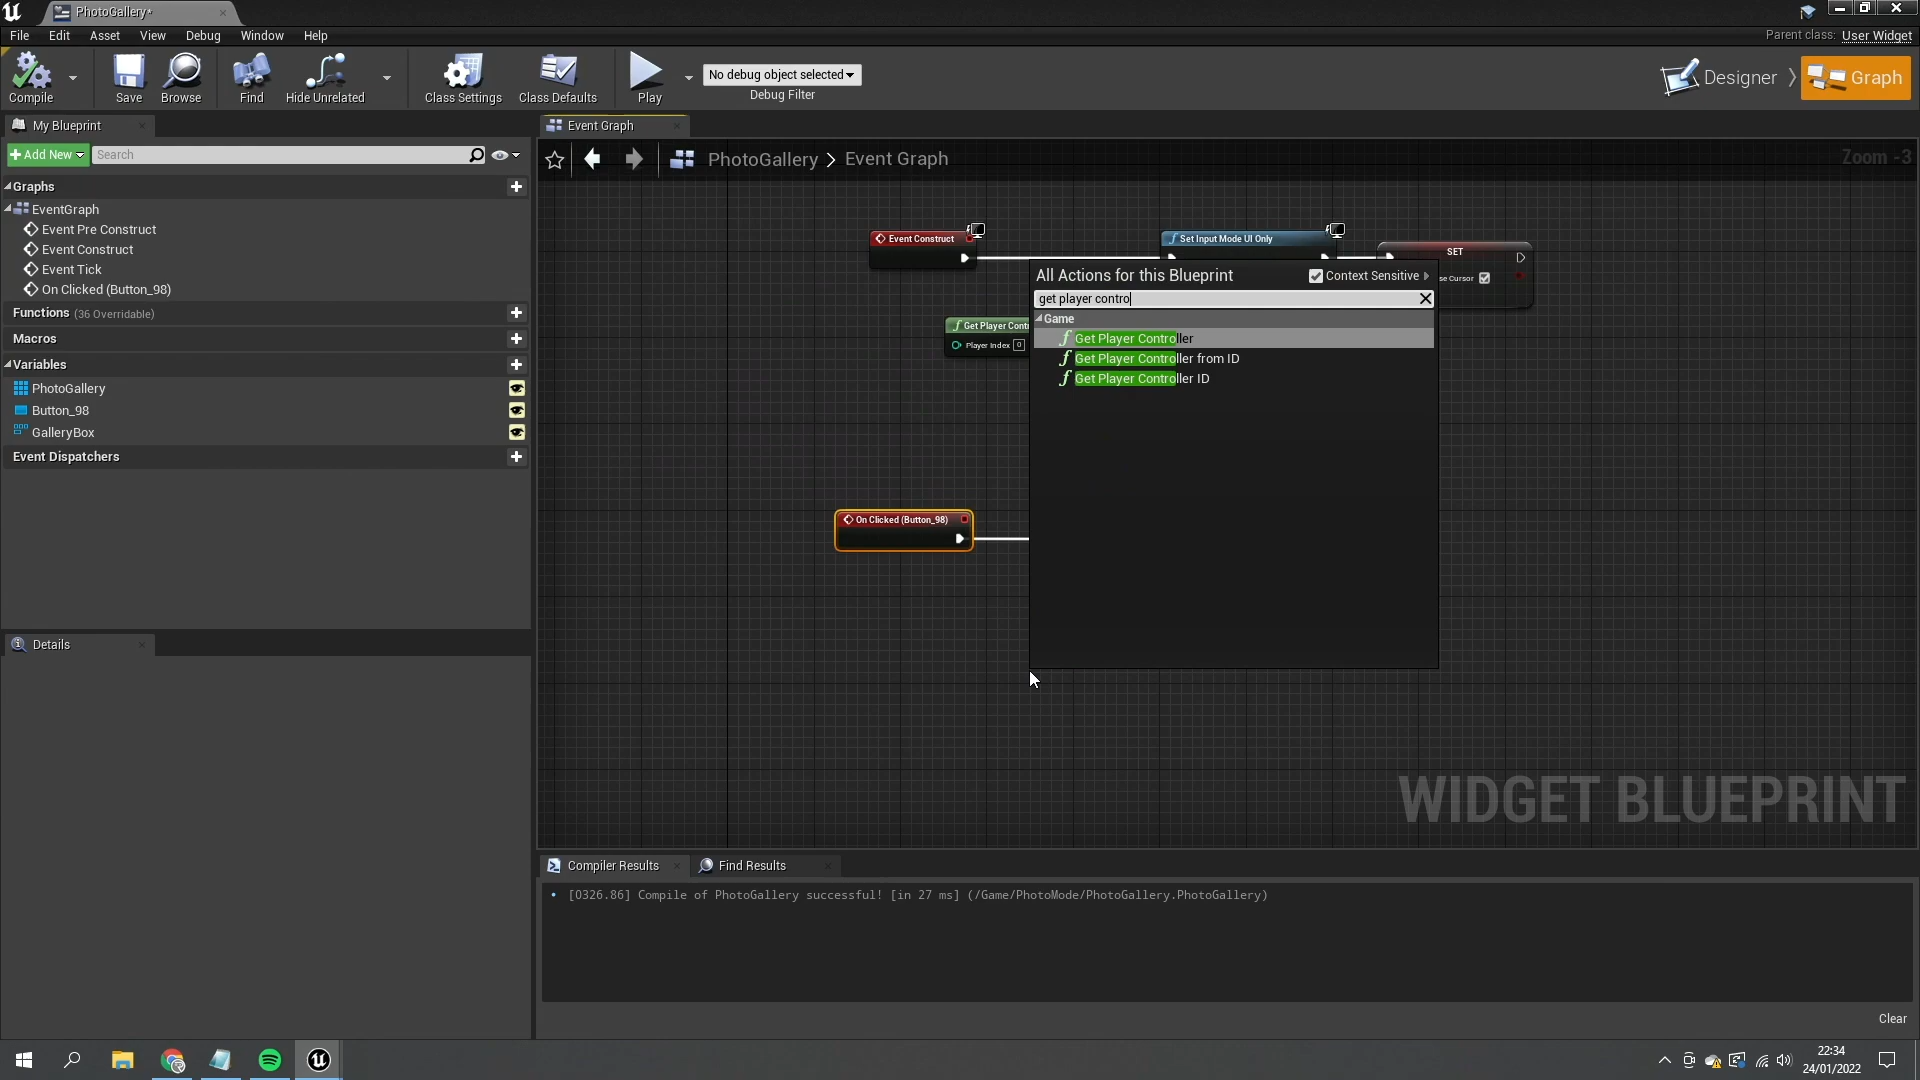 PhotoGallery*
File Edit Asset View Debug Window Help
Parent class: User Widget
Compile
Save
Browse
Find
Hide Unrelated
Class Settings
Class Defaults
Play
No debug object selected
Debug Filter
Designer
Graph
My Blueprint
Event Graph
Add New
Search
PhotoGallery > Event Graph
Zoom -3
Graphs
EventGraph
Event Pre Construct
Event Construct
Event Tick
On Clicked (Button_98)
Functions (36 Overridable)
Macros
Variables
PhotoGallery
Button_98
GalleryBox
Event Dispatchers
Details
Event Construct
Set Input Mode UI Only
SET
se Cursor
Get Player Contr
Player Index 0
All Actions for this Blueprint
Context Sensitive
get player contro
Game
Get Player Controller
Get Player Controller from ID
Get Player Controller ID
On Clicked (Button_98)
WIDGET BLUEPRINT
Compiler Results
Find Results
[0326.86] Compile of PhotoGallery successful! [in 27 ms] (/Game/PhotoMode/PhotoGallery.PhotoGallery)
Clear
22:34
24/01/2022